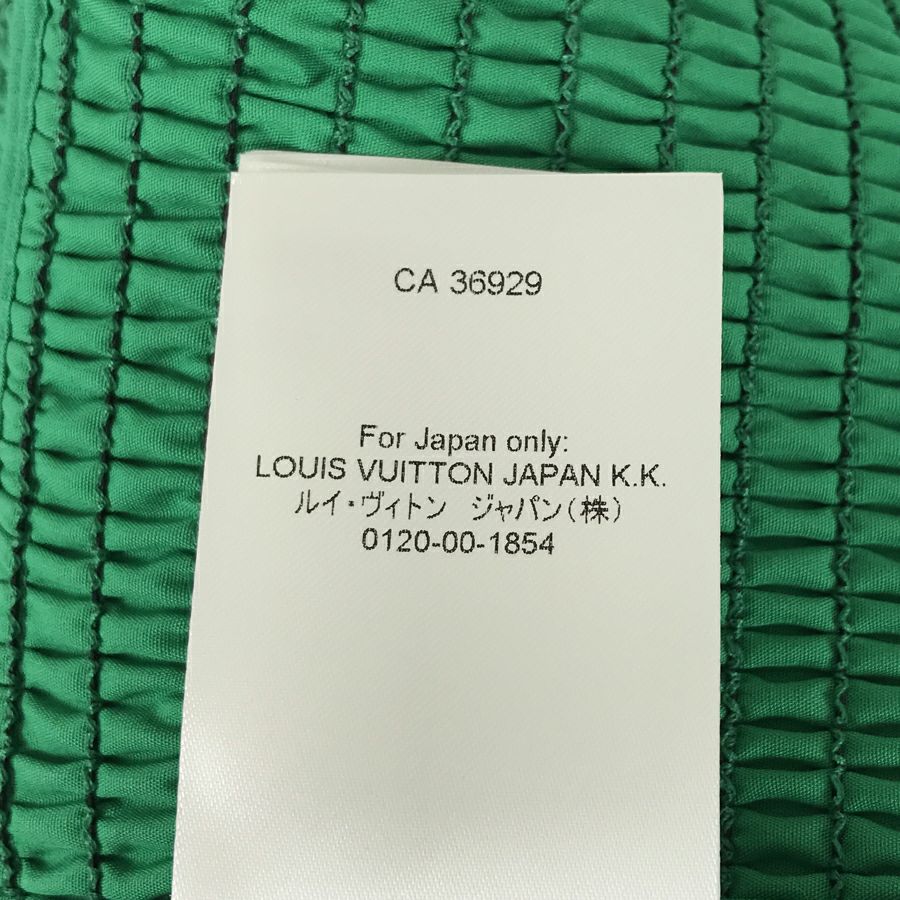 CA 36929
For Japan only:
LOUIS VUITTON JAPAN K.K.
ルイ・ヴィトン ジャパン(株)
0120-00-1854